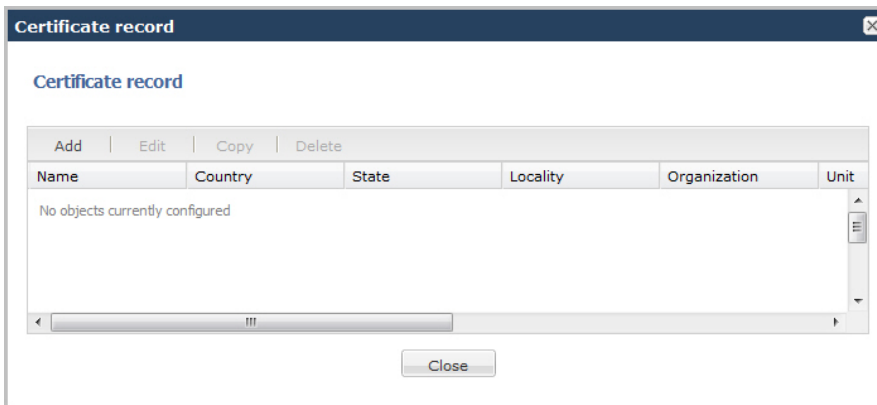 Certificate record
Certificate record
Add Edit Copy Delete
Name Country State Locality Organization Unit
No objects currently configured
Close